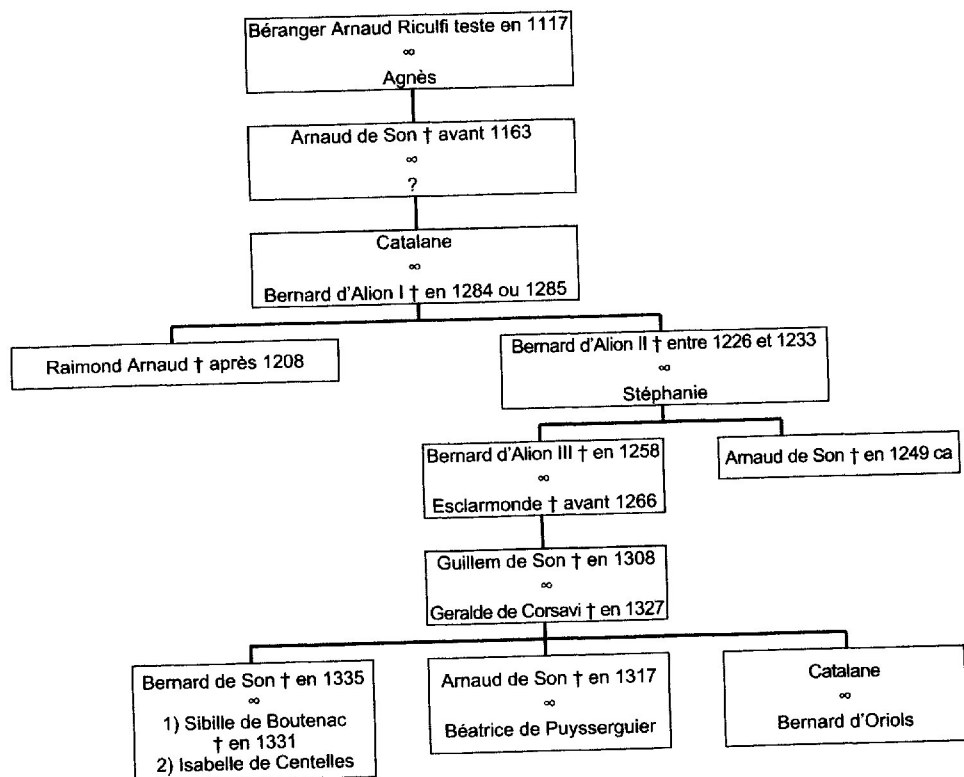 Béranger Arnaud Riculfi teste en 1117
∞
Agnès
Arnaud de Son † avant 1163
∞
?
Catalane
∞
Bernard d'Alion I † en 1284 ou 1285
Raimond Arnaud † après 1208
Bernard d'Alion II † entre 1226 et 1233
∞
Stéphanie
Bernard d'Alion III † en 1258
∞
Esclarmonde † avant 1266
Arnaud de Son † en 1249 ca
Guillem de Son † en 1308
∞
Geralde de Corsavi † en 1327
Bernard de Son † en 1335
∞
1) Sibille de Boutenac
† en 1331
2) Isabelle de Centelles
Arnaud de Son † en 1317
∞
Béatrice de Puysserguier
Catalane
∞
Bernard d'Oriols